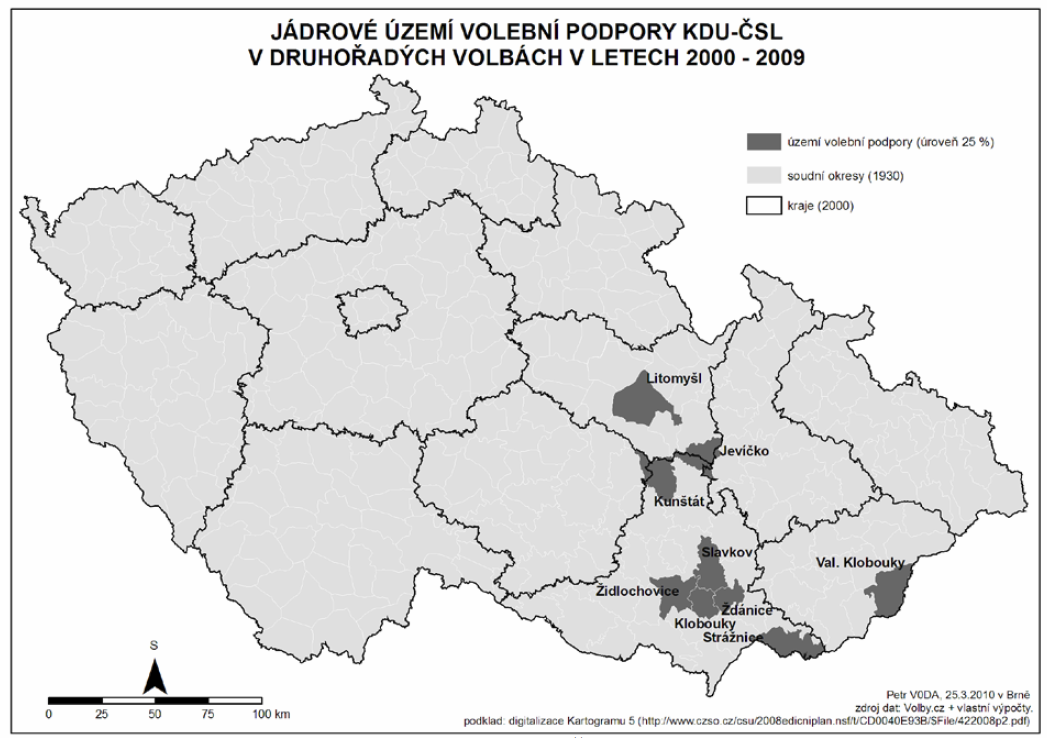 JÁDROVÉ ÚZEMÍ VOLEBNÍ PODPORY KDU-ČSL
V DRUHOŘADÝCH VOLBÁCH V LETECH 2000 - 2009
území volební podpory (úroveň 25 %)
soudní okresy (1930)
kraje (2000)
Litomyšl
Jevíčko
Kunštát
Slavkov
Val. Klobouky
Židlochovice
Ždánice
Klobouky
Strážnice
S
0 25 50 75 100 km
Petr VODA, 25.3.2010 v Brně
zdroj dat: Volby.cz + vlastní výpočty.
podklad: digitalizace Kartogramu 5 (http://www.czso.cz/csu/2008edicniplan.nsf/t/CD0040E93B/$File/422008p2.pdf)